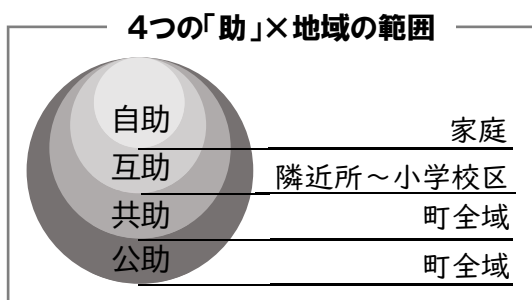 4つの「助」×地域の範囲
自助 家庭
互助 隣近所~小学校区
共助 町全域
公助 町全域